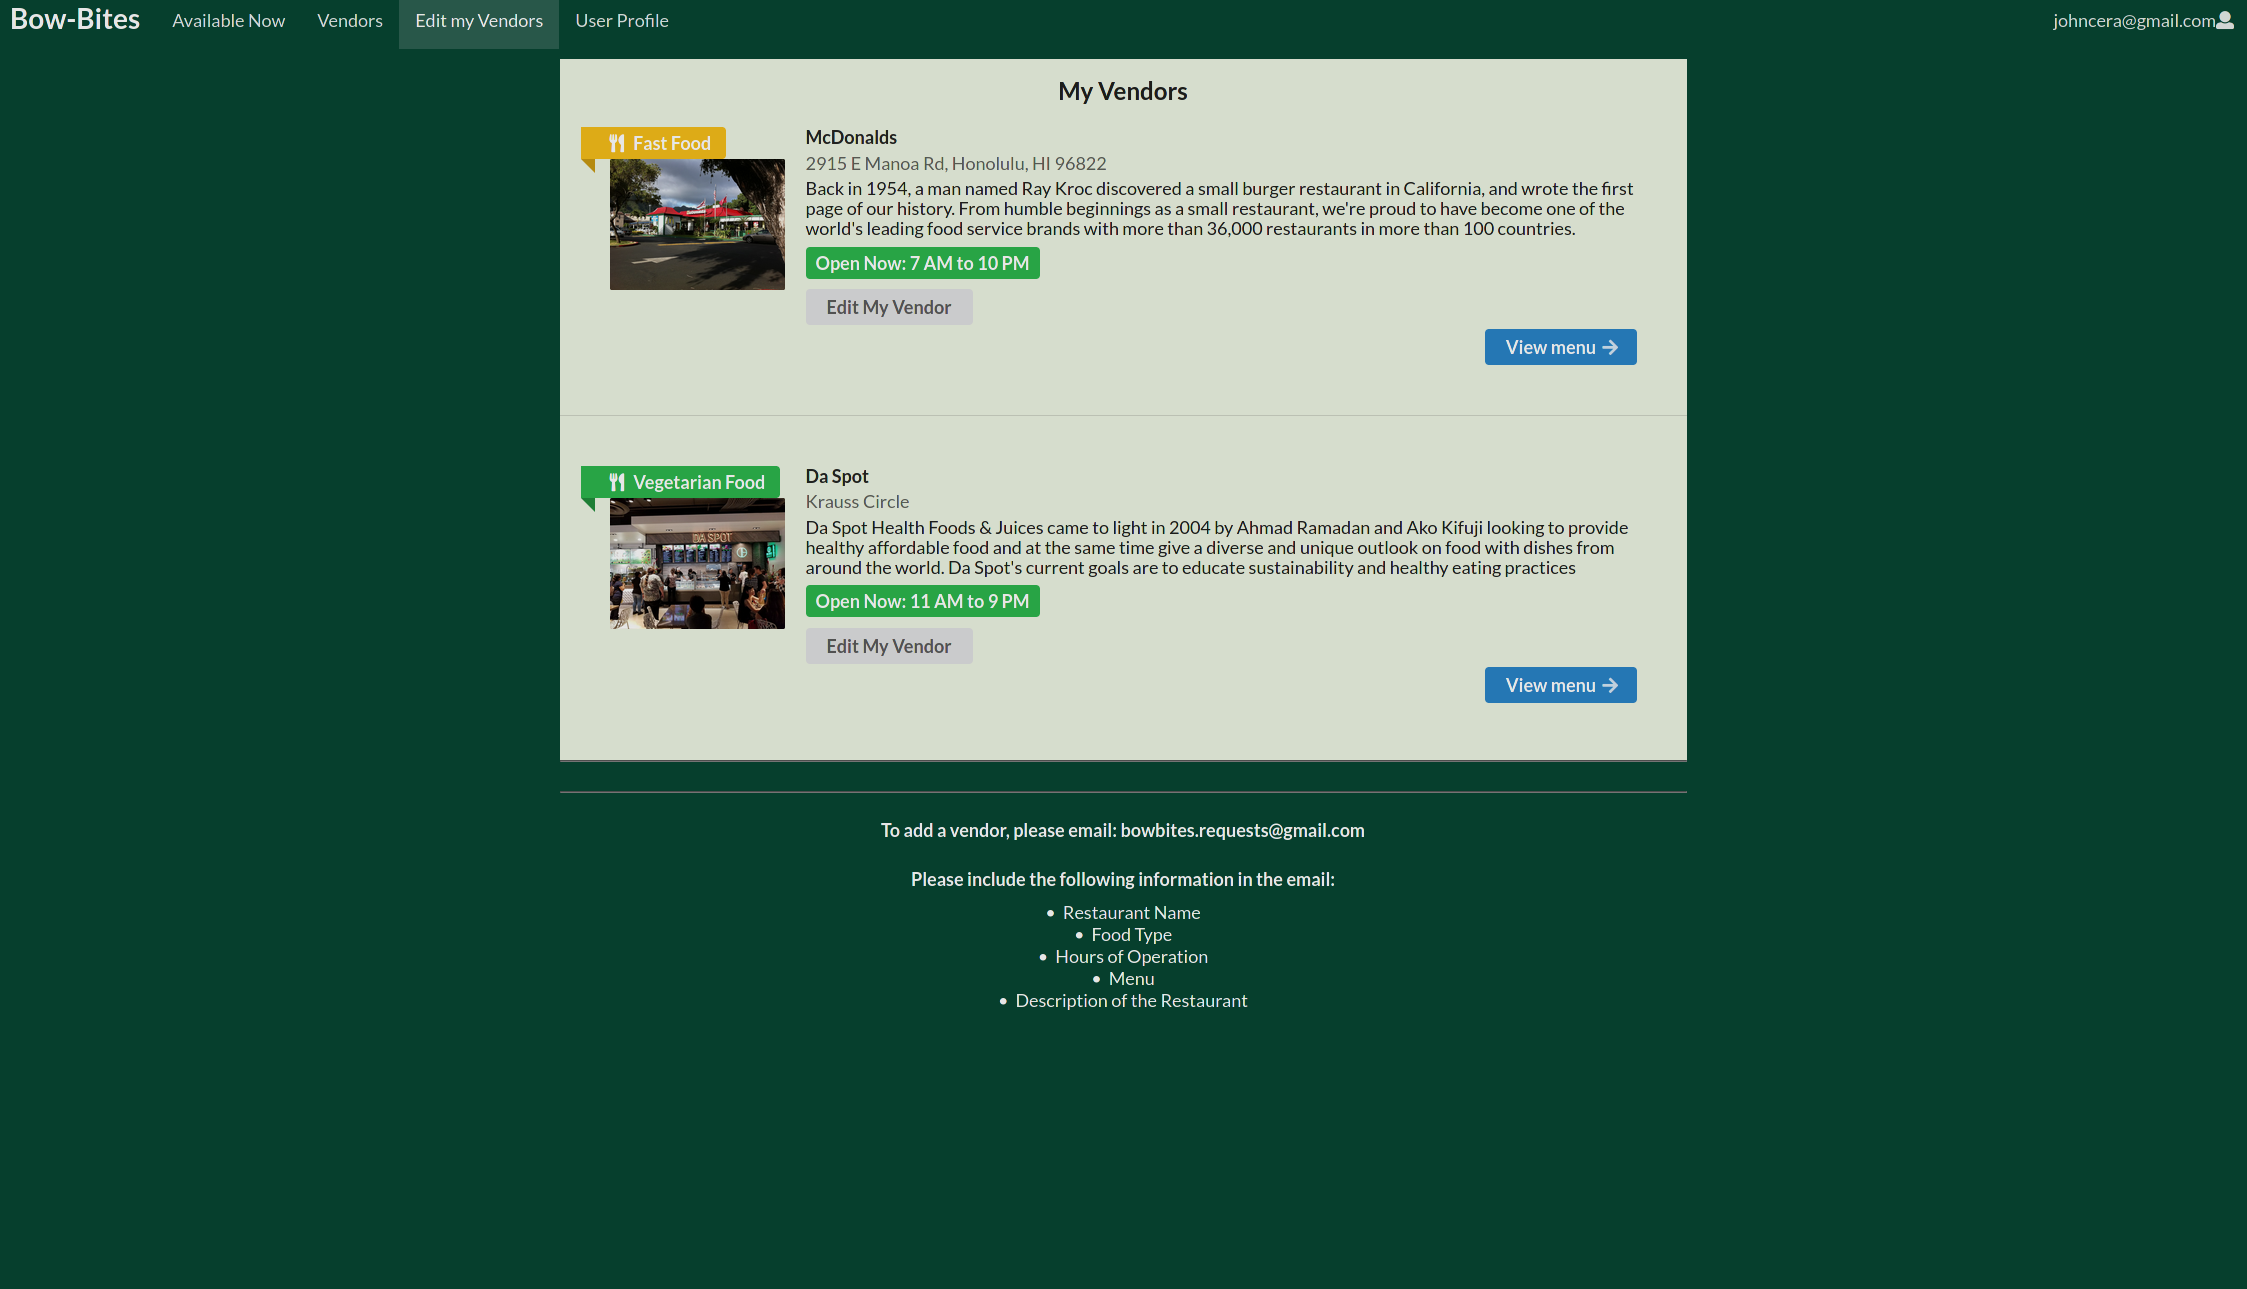 Bow-Bites Available Now Vendors Edit my Vendors User Profile johncera@gmail.com
My Vendors
Fast Food
McDonalds
2915 E Manoa Rd, Honolulu, HI 96822
Back in 1954, a man named Ray Kroc discovered a small burger restaurant in California, and wrote the first
page of our history. From humble beginnings as a small restaurant, we're proud to have become one of the
world's leading food service brands with more than 36,000 restaurants in more than 100 countries.
Open Now: 7 AM to 10 PM
Edit My Vendor
View menu
Vegetarian Food
DA SPOT
Da Spot
Krauss Circle
Da Spot Health Foods & Juices came to light in 2004 by Ahmad Ramadan and Ako Kifuji looking to provide
healthy affordable food and at the same time give a diverse and unique outlook on food with dishes from
around the world. Da Spot's current goals are to educate sustainability and healthy eating practices
Open Now: 11 AM to 9 PM
Edit My Vendor
View menu
To add a vendor, please email: bowbites.requests@gmail.com
Please include the following information in the email:
• Restaurant Name
• Food Type
• Hours of Operation
• Menu
• Description of the Restaurant